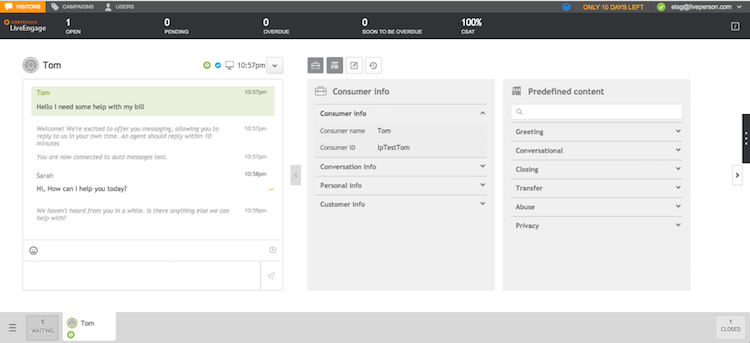 VISITORS CAMPAIGNS USERS ONLY 10 DAYS LEFT elag@liveperson.com
LIVEPERSON
LiveEngage
1 0 0 0 100%
OPEN PENDING OVERDUE SOON TO BE OVERDUE CSAT
Tom 10:57pm
Tom 10:57pm
Hello I need some help with my bill
Welcome! We're excited to offer you messaging, allowing you to 10:57pm
reply to us in your own time. An agent should reply within 10
minutes
You are now connected to auto messages test. 10:57pm
Sarah 10:58pm
Hi, How can I help you today?
We haven't heard from you in a while. Is there anything else we can 10:59pm
help with?
Consumer info
Consumer info
Consumer name Tom
Consumer ID lpTestTom
Conversation info
Personal info
Customer info
Predefined content
Greeting
Conversational
Closing
Transfer
Abuse
Privacy
0
WAITING
Tom
1
CLOSED